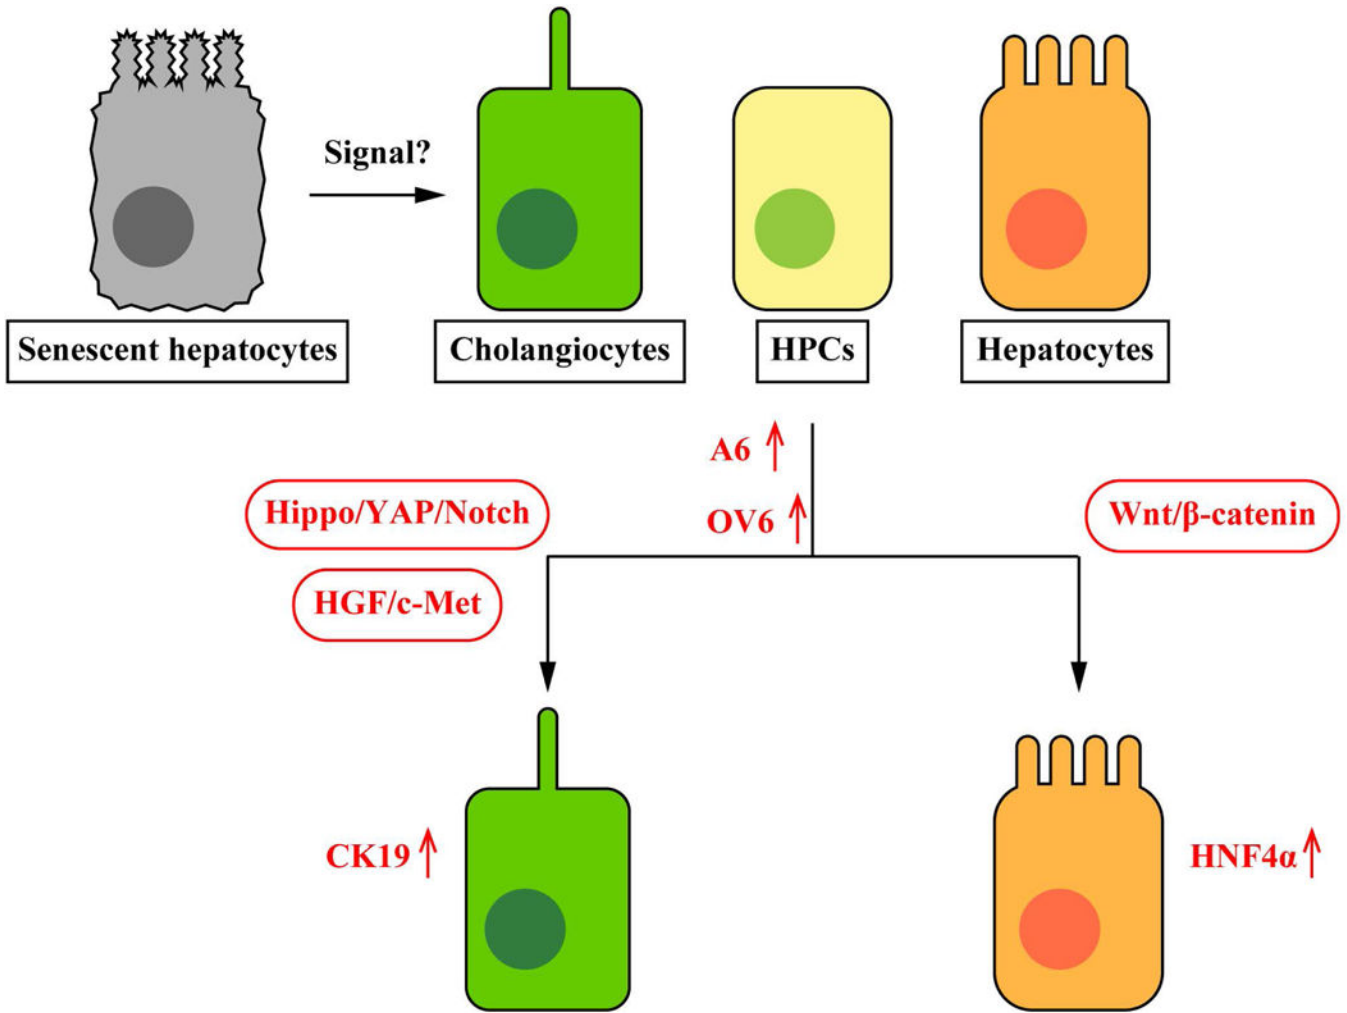 Signal?
Senescent hepatocytes
Cholangiocytes
HPCs
Hepatocytes
A6
OV6
Hippo/YAP/Notch
HGF/c-Met
Wnt/β-catenin
CK19
HNF4α